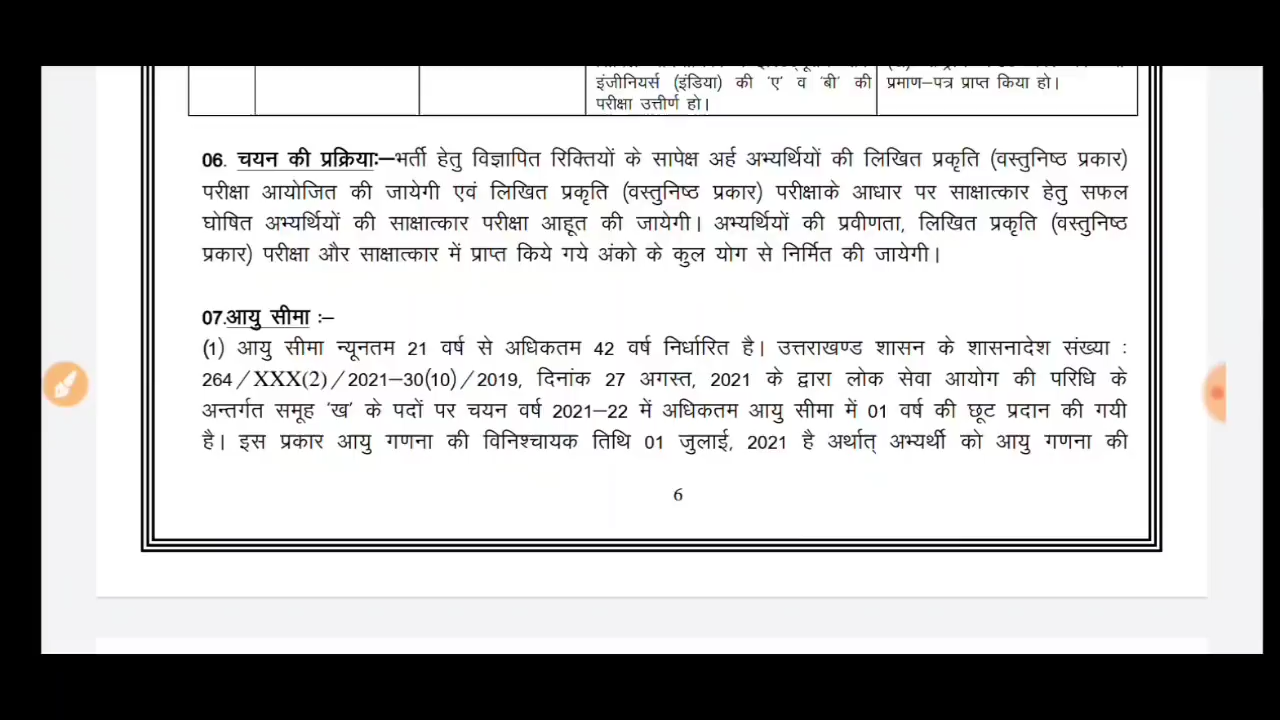 इंजीनियर्स (इंडिया) की 'ए' व 'बी' की
प्रमाण–पत्र प्राप्त किया हो।
परीक्षा उत्तीर्ण हो।
06. चयन की प्रक्रियाः–भर्ती हेतु विज्ञापित रिक्तियों के सापेक्ष अर्ह अभ्यर्थियों की लिखित प्रकृति (वस्तुनिष्ठ प्रकार)
परीक्षा आयोजित की जायेगी एवं लिखित प्रकृति (वस्तुनिष्ठ प्रकार) परीक्षाके आधार पर साक्षात्कार हेतु सफल
घोषित अभ्यर्थियों की साक्षात्कार परीक्षा आहूत की जायेगी। अभ्यर्थियों की प्रवीणता, लिखित प्रकृति (वस्तुनिष्ठ
प्रकार) परीक्षा और साक्षात्कार में प्राप्त किये गये अंको के कुल योग से निर्मित की जायेगी।
07.आयु सीमा :–
(1) आयु सीमा न्यूनतम 21 वर्ष से अधिकतम 42 वर्ष निर्धारित है। उत्तराखण्ड शासन के शासनादेश संख्या :
264/XXX(2)/2021–30(10)/2019, दिनांक 27 अगस्त, 2021 के द्वारा लोक सेवा आयोग की परिधि के
अन्तर्गत समूह 'ख' के पदों पर चयन वर्ष 2021–22 में अधिकतम आयु सीमा में 01 वर्ष की छूट प्रदान की गयी
है। इस प्रकार आयु गणना की विनिश्चायक तिथि 01 जुलाई, 2021 है अर्थात् अभ्यर्थी को आयु गणना की
6